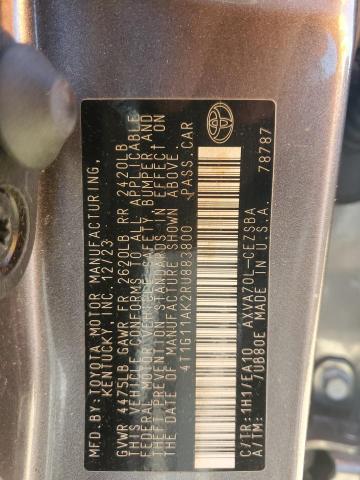 MFD.BY:TOYOTA MOTOR MANUFACTURING,
KENTUCKY, INC. 12/23
GVWR 4475LB GAWR FR 2620LB RR 2420LB
THIS VEHICLE CONFORMS TO ALL APPLICABLE
FEDERAL MOTOR VEHICLE SAFETY, BUMPER AND
THEFT PREVENTION STANDARDS IN EFFECT ON
THE DATE OF MANUFACTURE SHOWN ABOVE.
4T1G11AK2RU883800 PASS.CAR
C/TR:1H1/EA10 AXVA70L-CEZSBA
A/TM: /UB80E MADE IN U.S.A. 78787